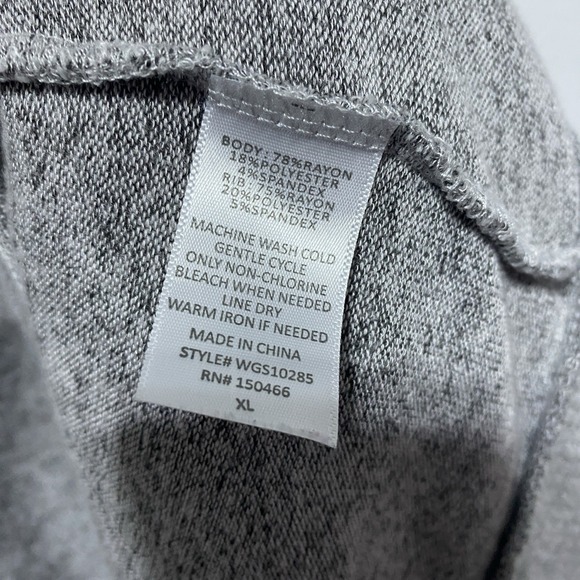 BODY: 78%RAYON
18%POLYESTER
4%SPANDEX
RIB: 75%RAYON
20%POLYESTER
5%SPANDEX
MACHINE WASH COLD
GENTLE CYCLE
ONLY NON-CHLORINE
BLEACH WHEN NEEDED
LINE DRY
WARM IRON IF NEEDED
MADE IN CHINA
STYLE# WGS10285
RN# 150466
XL